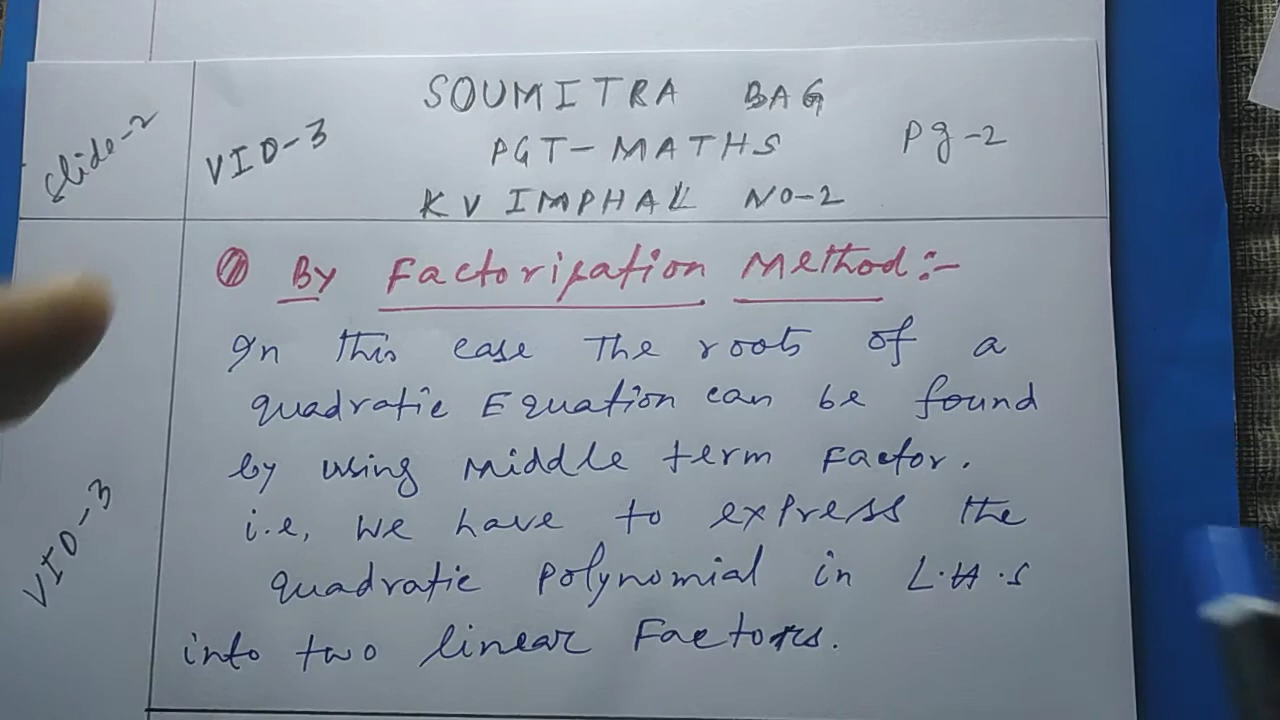 Slide-2
VID-3
SOUMITRA BAG
PGT-MATHS
KV IMPHAL NO-2
Pg-2
By Factorization Method:-
In this case the roots of a
quadratic Equation can be found
by using middle term Factor.
i.e, we have to express the
quadratic polynomial in L.H.S
into two linear Factors.
VID-3